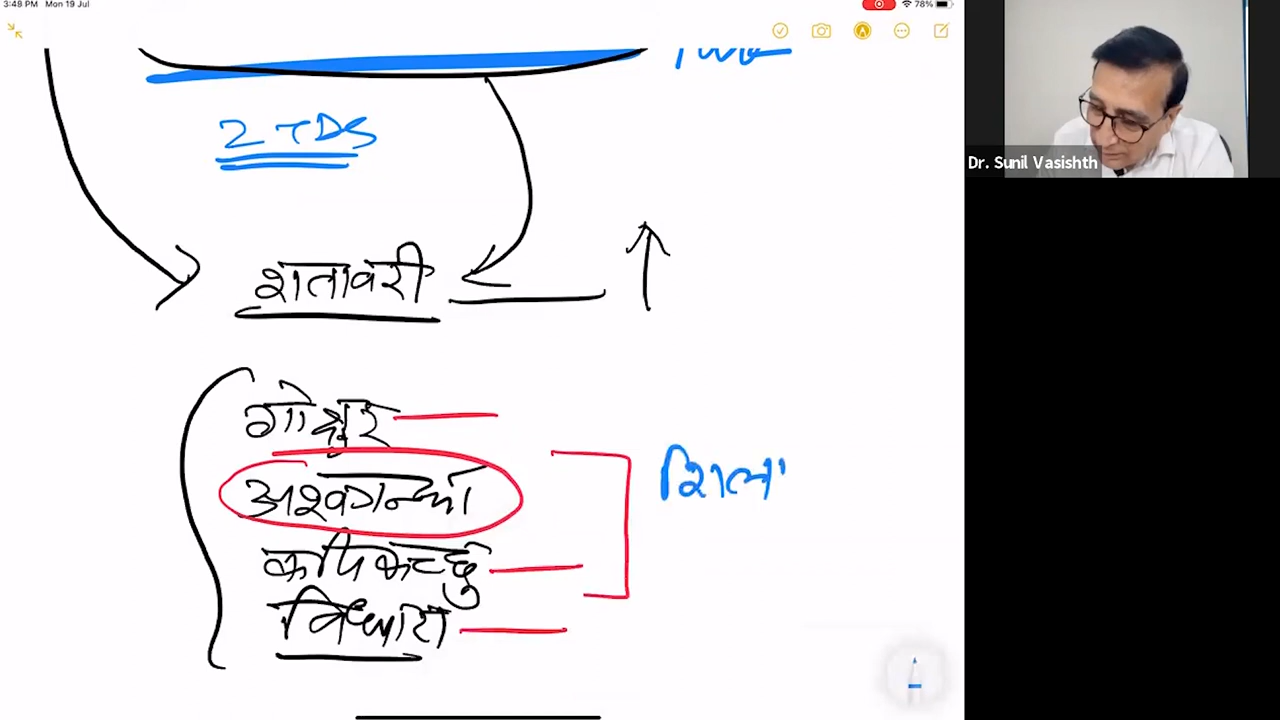 3:48 PM Mon 19 Jul
78%
Dr. Sunil Vasishth
2 TDS
शतावरी
गोक्षुर
अश्वगन्धा
शिला
कपिकच्छु
विधारा